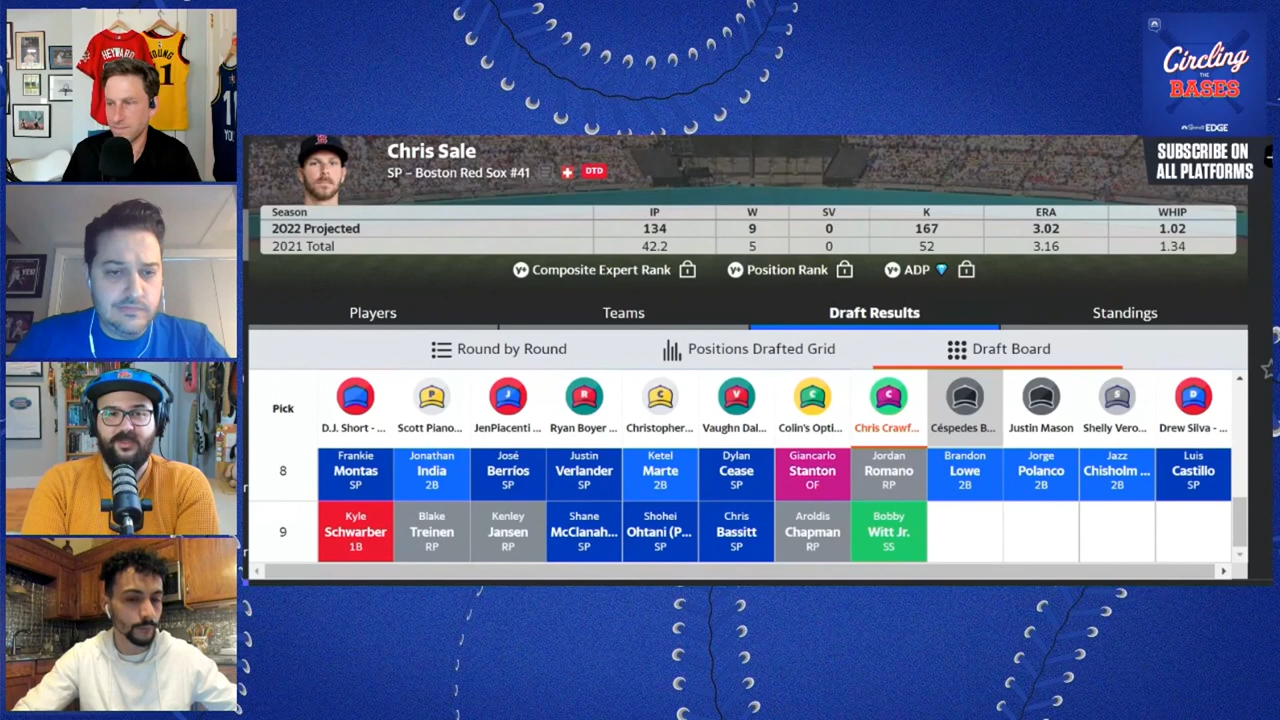 HEYWARD
YOUNG
1
YES!
Circling
THE
BASES
EDGE
SUBSCRIBE ON
ALL PLATFORMS
Chris Sale
SP – Boston Red Sox #41
DTD
Season IP W SV K ERA WHIP
2022 Projected 134 9 0 167 3.02 1.02
2021 Total 42.2 5 0 52 3.16 1.34
Y+ Composite Expert Rank Y+ Position Rank Y+ ADP
Players Teams Draft Results Standings
Round by Round Positions Drafted Grid Draft Board
P J R C V C C S D
Pick D.J. Short - ... Scott Piano... JenPiacenti ... Ryan Boyer ... Christopher... Vaughn Dal... Colin's Opti... Chris Crawf... Céspedes B... Justin Mason Shelly Vero... Drew Silva - ...
Frankie Jonathan José Justin Ketel Dylan Giancarlo Jordan Brandon Jorge Jazz Luis
8 Montas India Berríos Verlander Marte Cease Stanton Romano Lowe Polanco Chisholm ... Castillo
SP 2B SP SP 2B SP OF RP 2B 2B 2B SP
Kyle Blake Kenley Shane Shohei Chris Aroldis Bobby
9 Schwarber Treinen Jansen McClanah... Ohtani (P... Bassitt Chapman Witt Jr.
1B RP RP SP SP SP RP SS